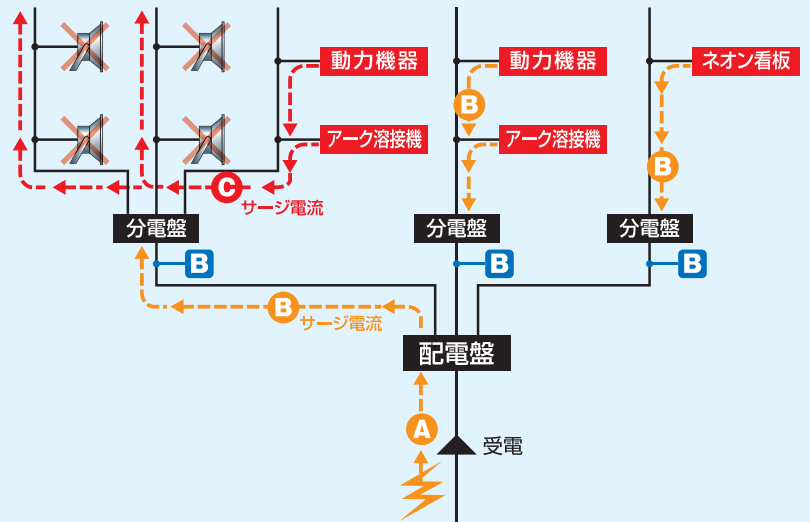 動力機器
動力機器
ネオン看板
B
アーク溶接機
アーク溶接機
B
C
サージ電流
分電盤
分電盤
分電盤
B
B
B
B
サージ電流
配電盤
A
受電